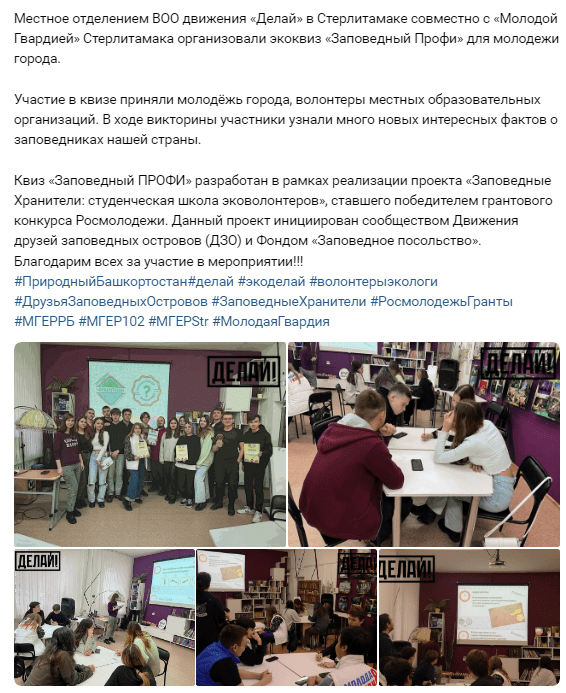 Местное отделением ВОО движения «Делай» в Стерлитамаке совместно с «Молодой
Гвардией» Стерлитамака организовали экоквиз «Заповедный Профи» для молодежи
города.
Участие в квизе приняли молодёжь города, волонтеры местных образовательных
организаций. В ходе викторины участники узнали много новых интересных фактов о
заповедниках нашей страны.
Квиз «Заповедный ПРОФИ» разработан в рамках реализации проекта «Заповедные
Хранители: студенческая школа эковолонтеров», ставшего победителем грантового
конкурса Росмолодежи. Данный проект инициирован сообществом Движения
друзей заповедных островов (ДЗО) и Фондом «Заповедное посольство».
Благодарим всех за участие в мероприятии!!!
#ПриродныйБашкортостан#делай #экоделай #волонтерыэкологи
#ДрузьяЗаповедныхОстровов #ЗаповедныеХранители #РосмолодежьГранты
#МГЕРРБ #МГЕР102 #МГЕРStr #МолодаяГвардия
ДЕЛАЙ!
ДЕЛАЙ!
ДЕЛАЙ!
ДЕЛАЙ!
ДЕЛАЙ!